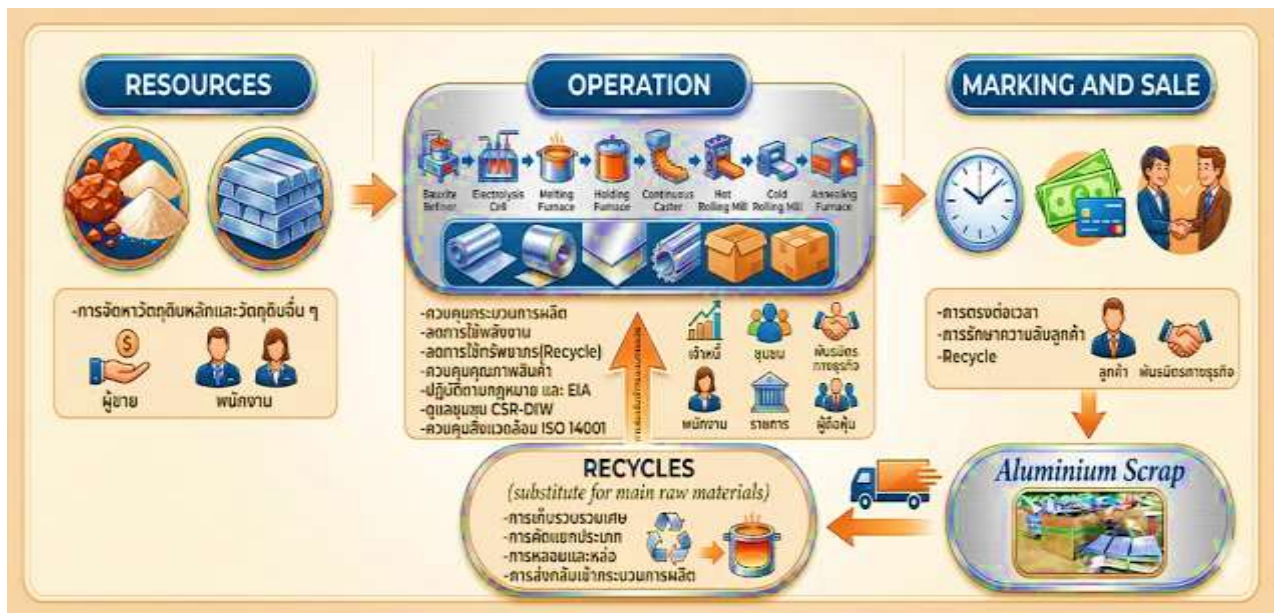 RESOURCES
-การจัดหาวัตถุดิบหลักและวัตถุดิบอื่น ๆ
ผู้ขาย
พนักงาน
OPERATION
Bauxite Refiner
Electrolysis Cell
Melting Furnace
Holding Furnace
Continuous Caster
Hot Rolling Mill
Cold Rolling Mill
Annealing Furnace
-ควบคุมกระบวนการผลิต
-ลดการใช้พลังงาน
-ลดการใช้ทรัพยากร(Recycle)
-ควบคุมคุณภาพสินค้า
-ปฏิบัติตามกฎหมาย และ EIA
-ดูแลชุมชน CSR-DIW
-ควบคุมสิ่งแวดล้อม ISO 14001
เจ้าหนี้
ชุมชน
พันธมิตร
ทางธุรกิจ
พนักงาน
รายการ
ผู้ถือหุ้น
MARKING AND SALE
-การตรงต่อเวลา
-การรักษาความลับลูกค้า
-Recycle
ลูกค้า
พันธมิตรทางธุรกิจ
Aluminium Scrap
RECYCLES
(substitute for main raw materials)
-การเก็บรวบรวมเศษ
-การคัดแยกประเภท
-การหลอมและหล่อ
-การส่งกลับเข้ากระบวนการผลิต